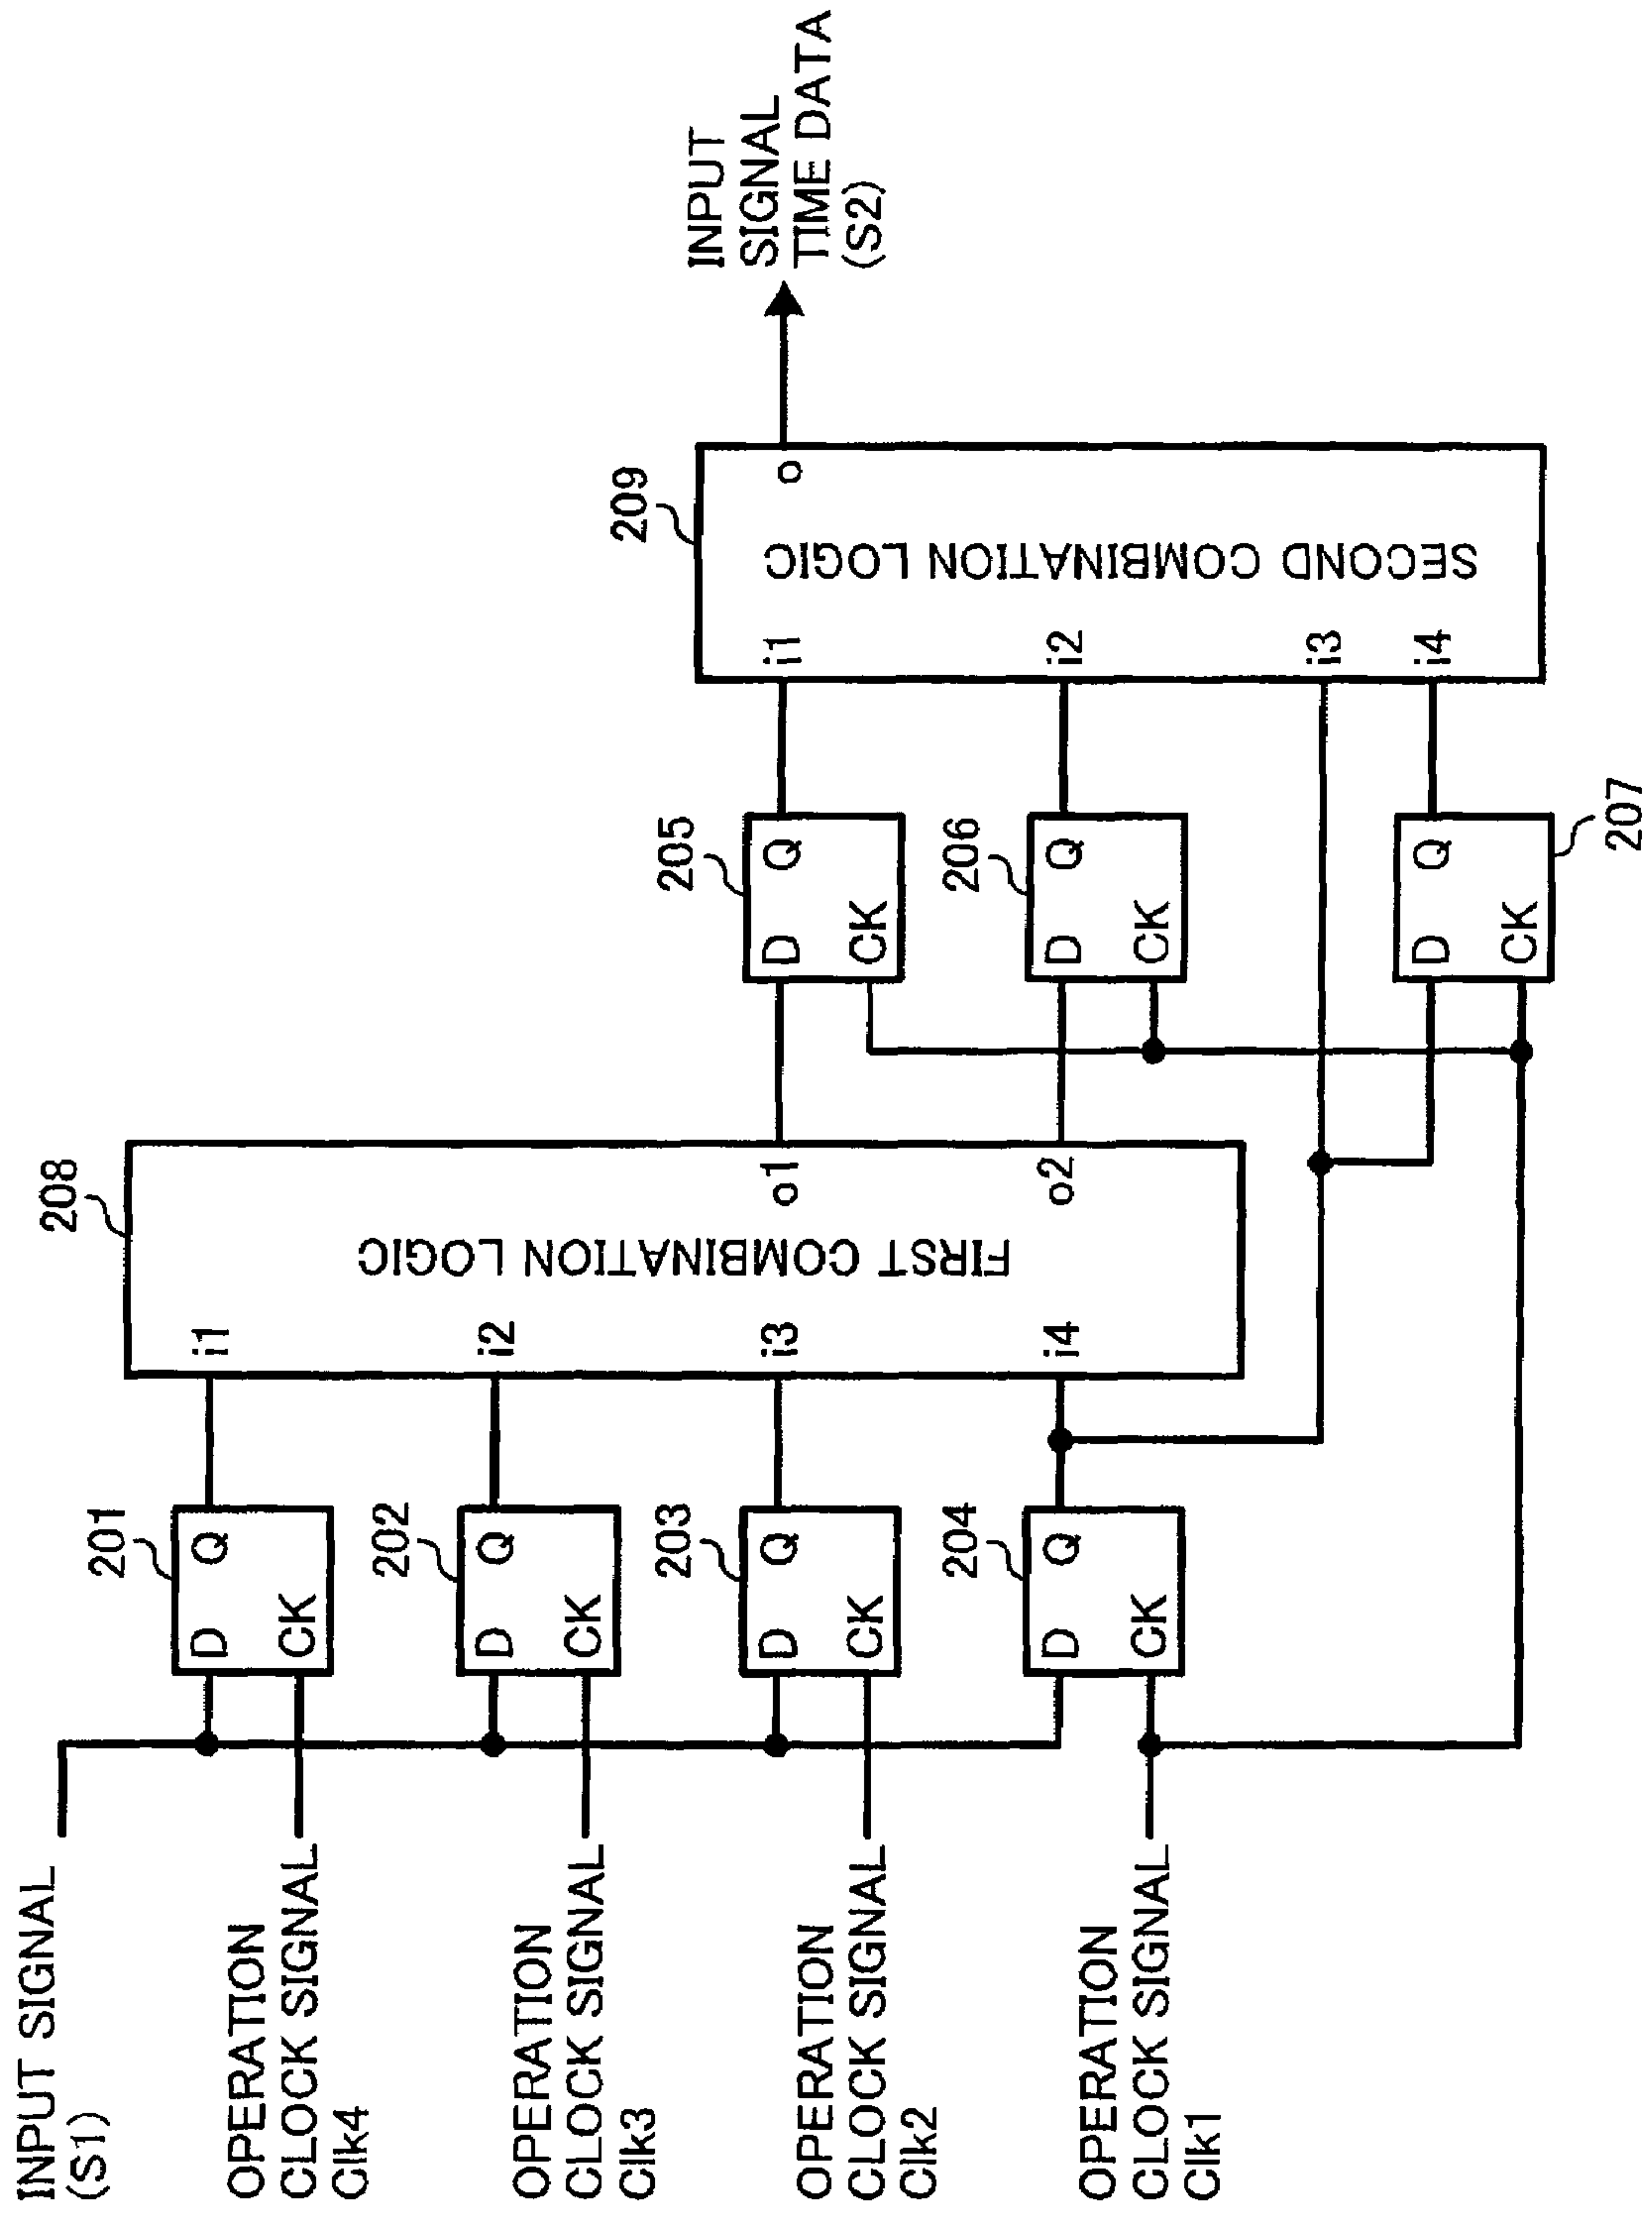 INPUT SIGNAL
(S1)
OPERATION
CLOCK SIGNAL
Clk4
OPERATION
CLOCK SIGNAL
Clk3
OPERATION
CLOCK SIGNAL
Clk2
OPERATION
CLOCK SIGNAL
Clk1
201
D Q
CK
202
D Q
CK
203
D Q
CK
204
D Q
CK
208
i1
i2
i3
i4
FIRST COMBINATION LOGIC
o1
o2
205
D Q
CK
206
D Q
CK
D Q
CK
207
209
i1
i2
i3
i4
SECOND COMBINATION LOGIC
o
INPUT
SIGNAL
TIME DATA
(S2)